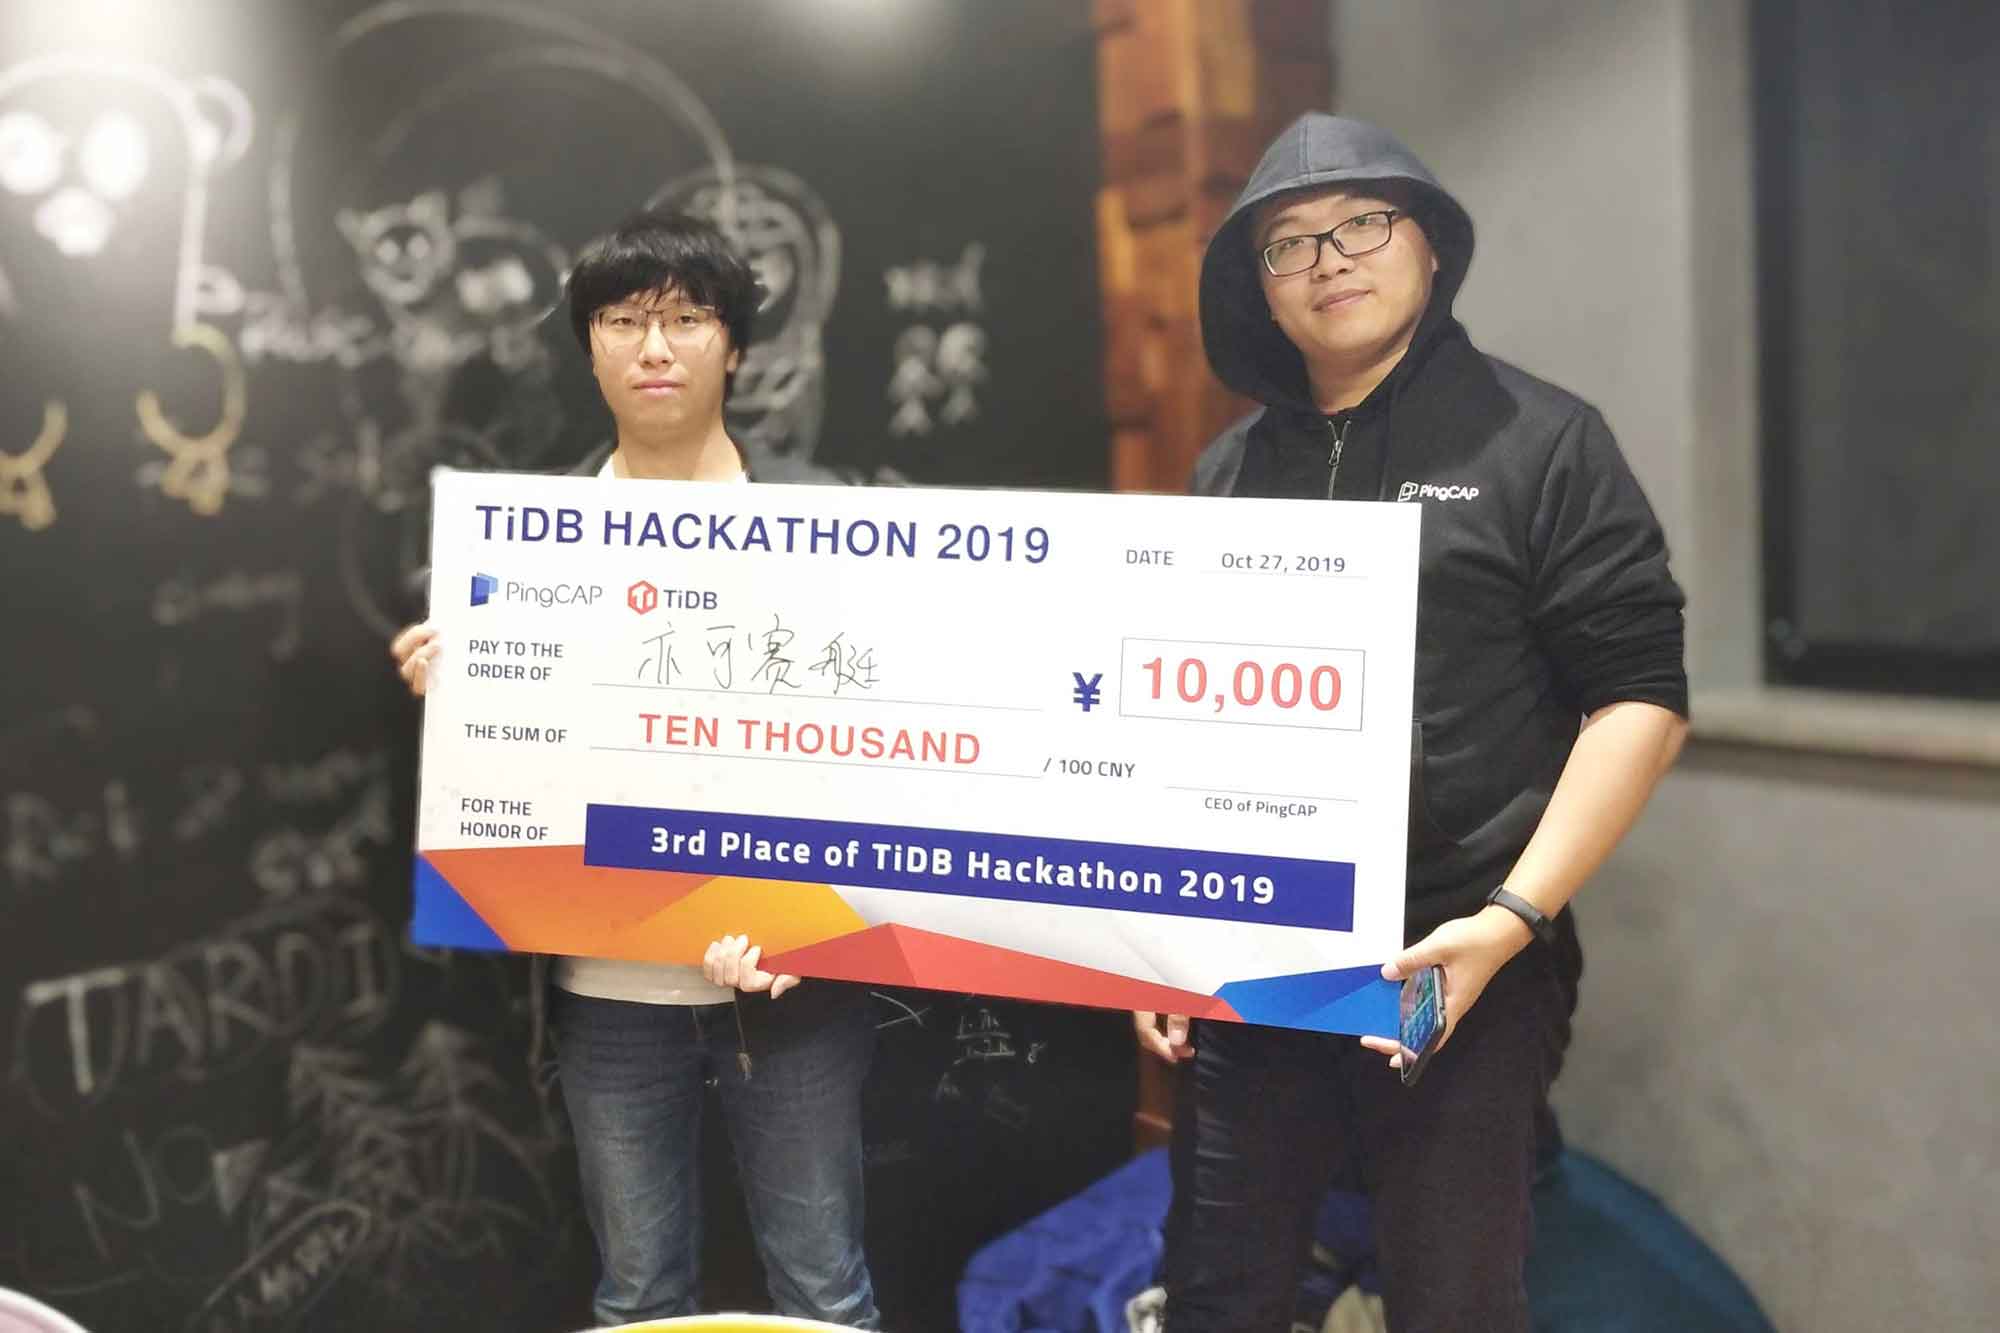 TiDB HACKATHON 2019
DATE Oct 27, 2019
PingCAP TiDB
PAY TO THE
ORDER OF
亦可赛艇
¥ 10,000
THE SUM OF TEN THOUSAND / 100 CNY
CEO of PingCAP
FOR THE
HONOR OF
3rd Place of TiDB Hackathon 2019
PingCAP
TARDI